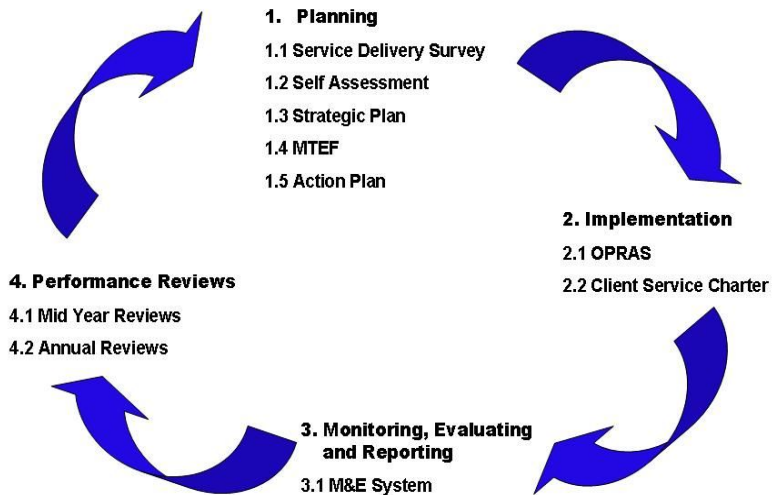 1. Planning
1.1 Service Delivery Survey
1.2 Self Assessment
1.3 Strategic Plan
1.4 MTEF
1.5 Action Plan
2. Implementation
2.1 OPRAS
2.2 Client Service Charter
3. Monitoring, Evaluating
and Reporting
3.1 M&E System
4. Performance Reviews
4.1 Mid Year Reviews
4.2 Annual Reviews